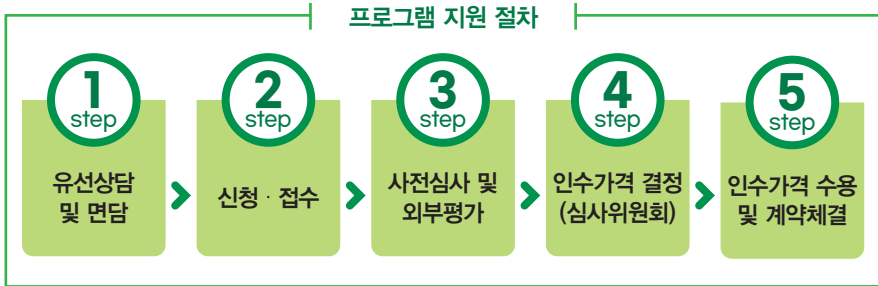 프로그램 지원 절차
1
step
유선상담
및 면담
2
step
신청 · 접수
3
step
사전심사 및
외부평가
4
step
인수가격 결정
(심사위원회)
5
step
인수가격 수용
및 계약체결